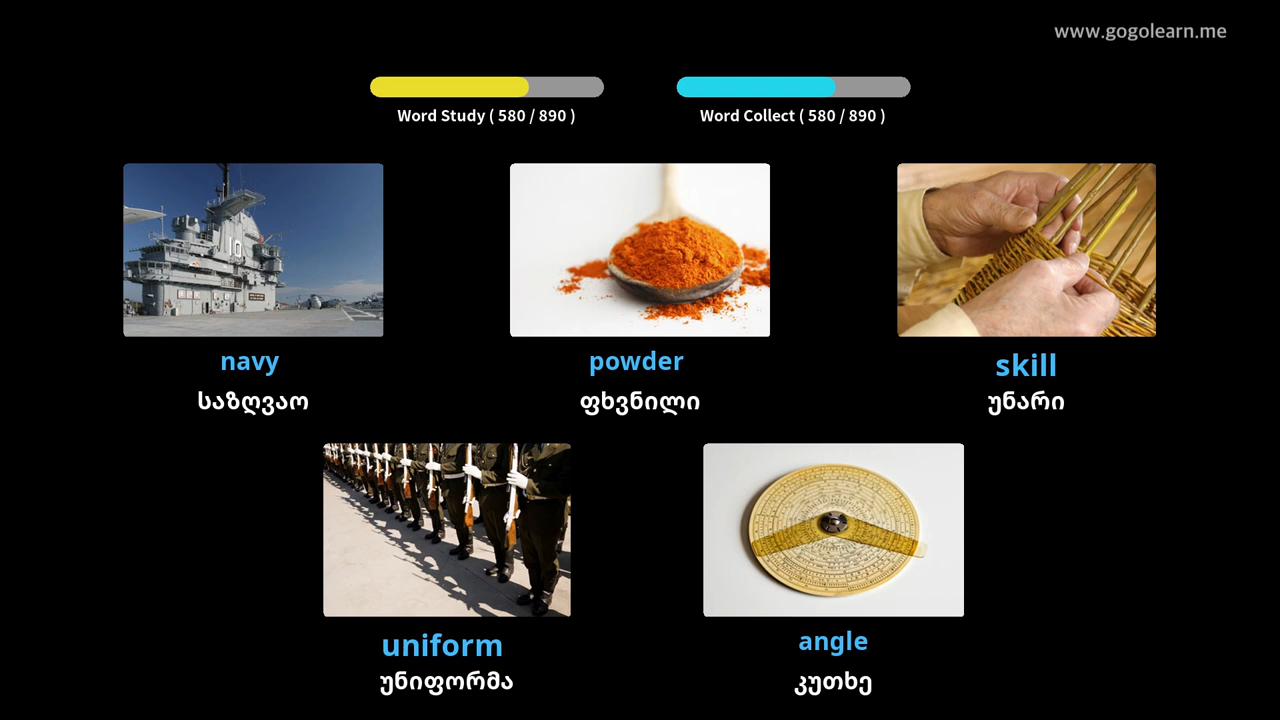 www.gogolearn.me
Word Study ( 580 / 890 )
Word Collect ( 580 / 890 )
10
navy
powder
skill
საზღვაო
ფხვნილი
უნარი
uniform
angle
უნიფორმა
კუთხე